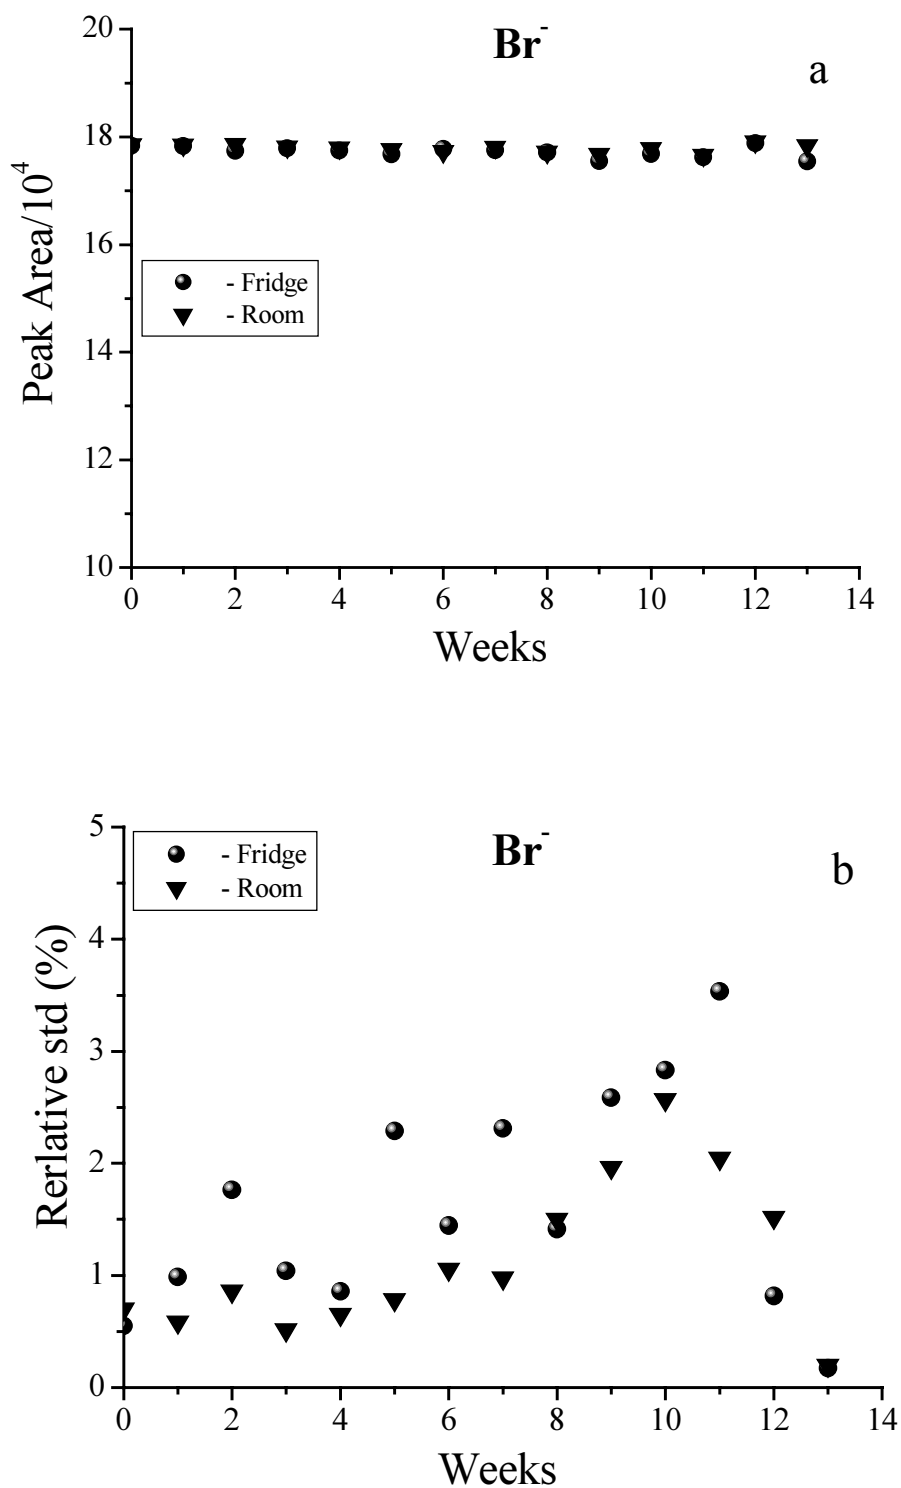 Br⁻
a
20
18
16
14
12
10
Peak Area/10⁴
- Fridge
- Room
0 2 4 6 8 10 12 14
Weeks
Br⁻
b
5
4
3
2
1
0
Rerlative std (%)
- Fridge
- Room
0 2 4 6 8 10 12 14
Weeks